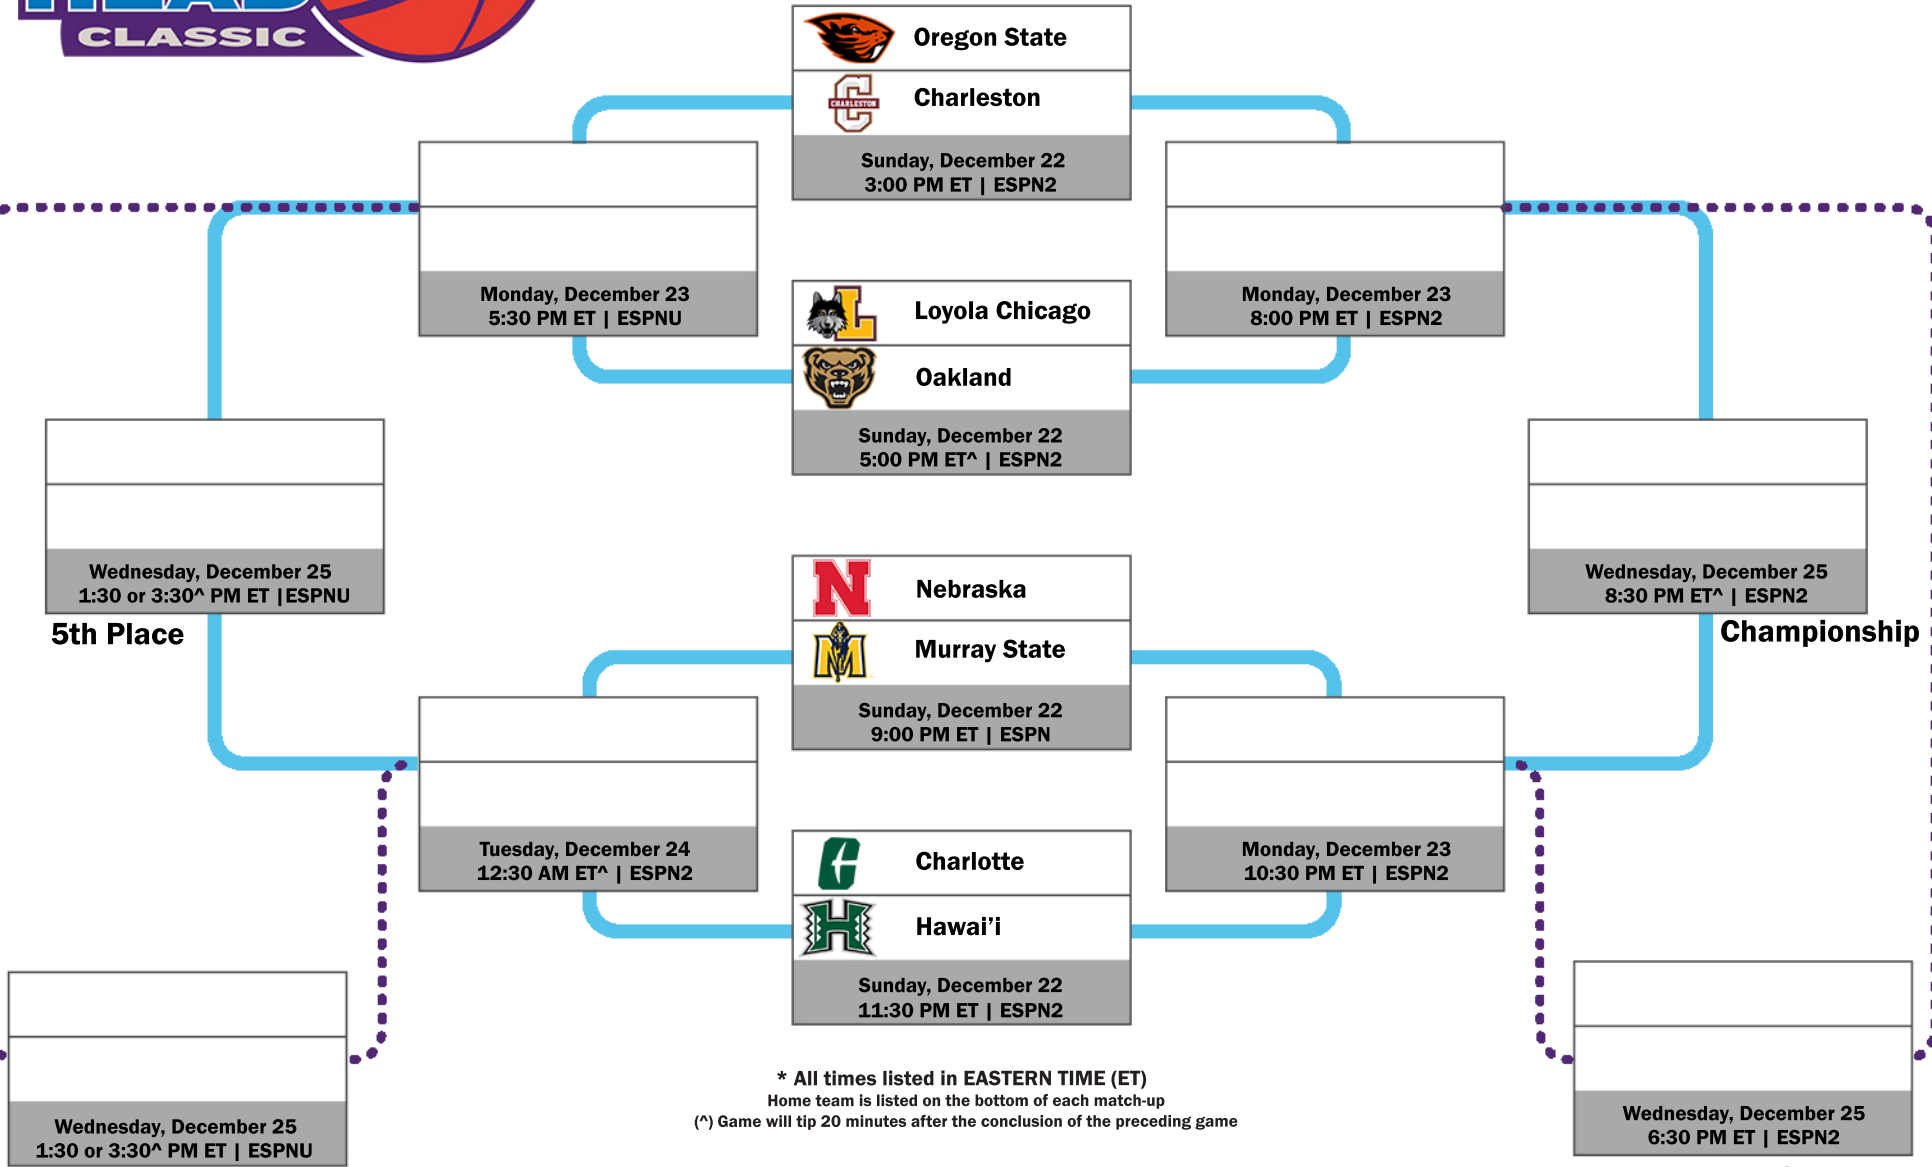 HEAD
CLASSIC
Oregon State
CHARLESTON
Charleston
Sunday, December 22
3:00 PM ET | ESPN2
Monday, December 23
5:30 PM ET | ESPNU
Monday, December 23
8:00 PM ET | ESPN2
L
Loyola Chicago
Oakland
Sunday, December 22
5:00 PM ET^ | ESPN2
Wednesday, December 25
1:30 or 3:30^ PM ET |ESPNU
5th Place
Wednesday, December 25
8:30 PM ET^ | ESPN2
Championship
N
Nebraska
M
Murray State
Sunday, December 22
9:00 PM ET | ESPN
Tuesday, December 24
12:30 AM ET^ | ESPN2
Monday, December 23
10:30 PM ET | ESPN2
C
Charlotte
H
Hawai’i
Sunday, December 22
11:30 PM ET | ESPN2
Wednesday, December 25
1:30 or 3:30^ PM ET | ESPNU
Wednesday, December 25
6:30 PM ET | ESPN2
* All times listed in EASTERN TIME (ET)
Home team is listed on the bottom of each match-up
(^) Game will tip 20 minutes after the conclusion of the preceding game